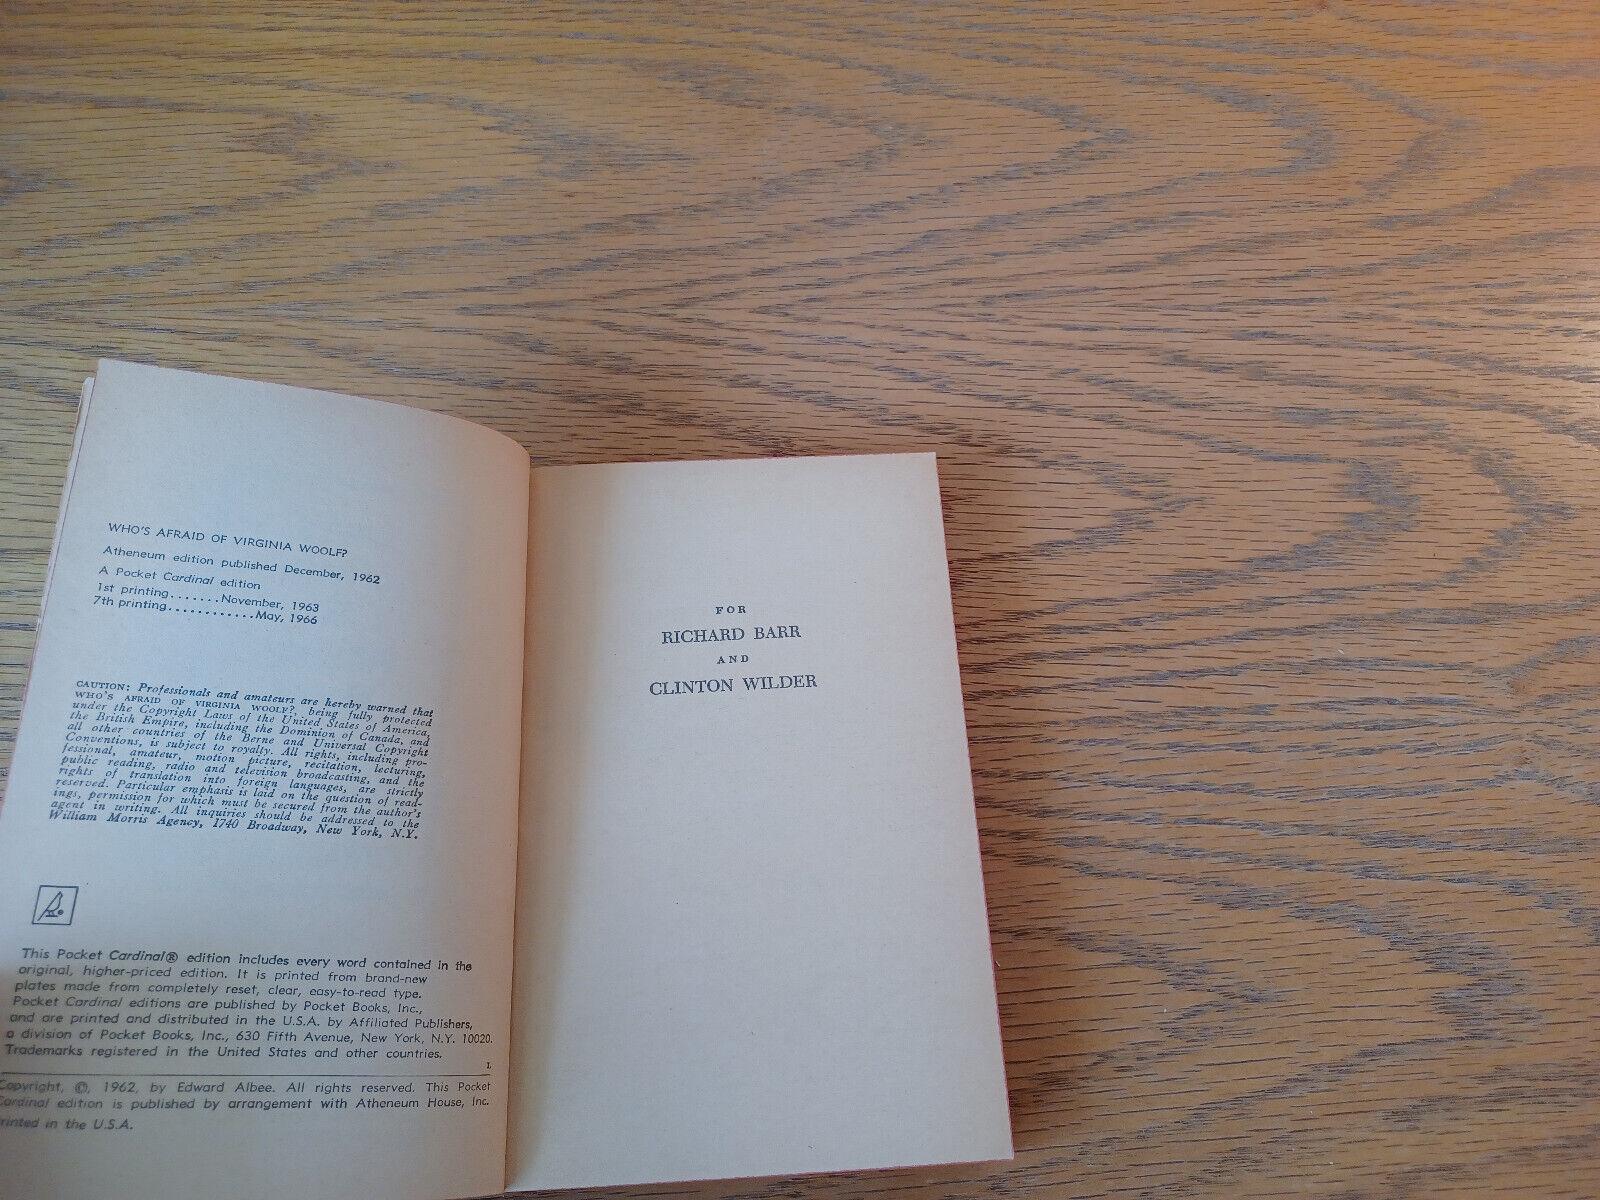 WHO'S AFRAID OF VIRGINIA WOOLF?
Atheneum edition published December, 1962
A Pocket Cardinal edition
1st printing.......November, 1963
7th printing............May, 1966
CAUTION: Professionals and amateurs are hereby warned that
WHO'S AFRAID OF VIRGINIA WOOLF?, being fully protected
under the Copyright Laws of the United States of America,
the British Empire, including the Dominion of Canada, and
all other countries of the Berne and Universal Copyright
Conventions, is subject to royalty. All rights, including pro-
fessional, amateur, motion picture, recitation, lecturing,
public reading, radio and television broadcasting, and the
rights of translation into foreign languages, are strictly
reserved. Particular emphasis is laid on the question of read-
ings, permission for which must be secured from the author's
agent in writing. All inquiries should be addressed to the
William Morris Agency, 1740 Broadway, New York, N.Y.
This Pocket Cardinal® edition includes every word contained in the
original, higher-priced edition. It is printed from brand-new
plates made from completely reset, clear, easy-to-read type.
Pocket Cardinal editions are published by Pocket Books, Inc.,
and are printed and distributed in the U.S.A. by Affiliated Publishers,
a division of Pocket Books, Inc., 630 Fifth Avenue, New York, N.Y. 10020.
Trademarks registered in the United States and other countries.
L
Copyright, ©, 1962, by Edward Albee. All rights reserved. This Pocket
Cardinal edition is published by arrangement with Atheneum House, Inc.
Printed in the U.S.A.
FOR
RICHARD BARR
AND
CLINTON WILDER